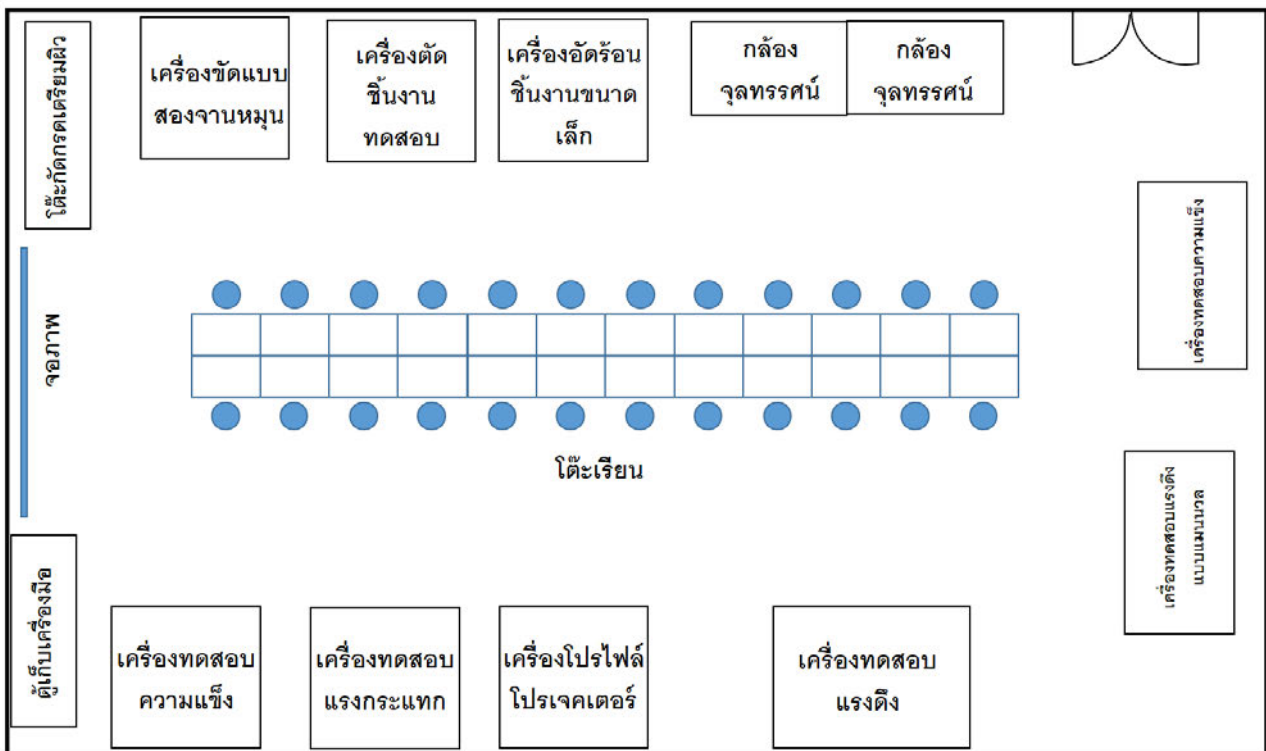 โต๊ะกัดกรดเตรียมผิว
เครื่องขัดแบบ
สองจานหมุน
เครื่องตัด
ชิ้นงาน
ทดสอบ
เครื่องอัดร้อน
ชิ้นงานขนาด
เล็ก
กล้อง
จุลทรรศน์
กล้อง
จุลทรรศน์
เครื่องทดสอบความแข็ง
จอภาพ
โต๊ะเรียน
เครื่องทดสอบแรงดึง
แบบแมนนวล
ตู้เก็บเครื่องมือ
เครื่องทดสอบ
ความแข็ง
เครื่องทดสอบ
แรงกระแทก
เครื่องโปรไฟล์
โปรเจคเตอร์
เครื่องทดสอบ
แรงดึง